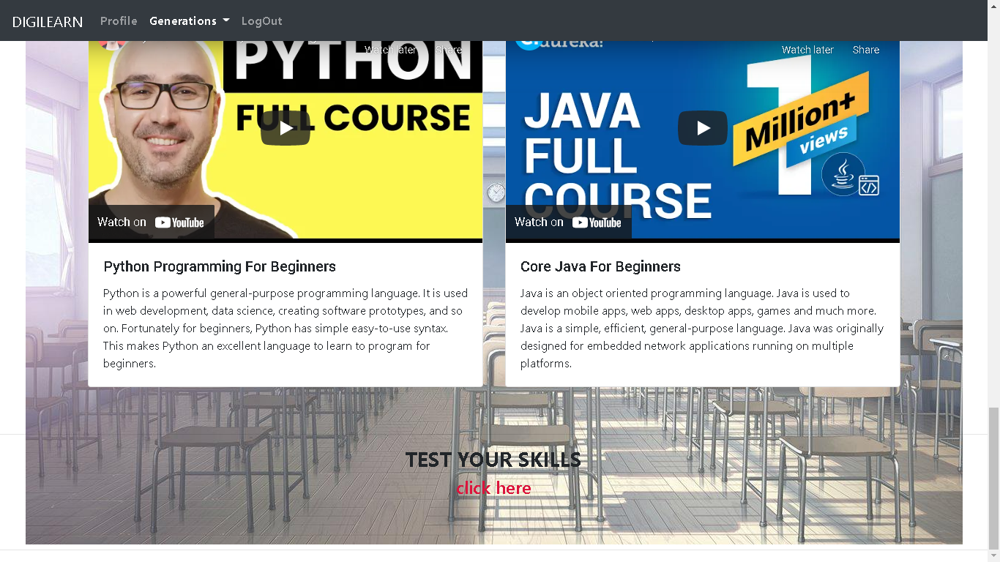 DIGILEARN Profile Generations LogOut
Watch later Share
PYTHON
FULL COURSE
Watch on YouTube
Python Programming For Beginners
Python is a powerful general-purpose programming language. It is used
in web development, data science, creating software prototypes, and so
on. Fortunately for beginners, Python has simple easy-to-use syntax.
This makes Python an excellent language to learn to program for
beginners.
edureka!
Watch later Share
JAVA
FULL
COURSE
1
Million+
views
Watch on YouTube
Core Java For Beginners
Java is an object oriented programming language. Java is used to
develop mobile apps, web apps, desktop apps, games and much more.
Java is a simple, efficient, general-purpose language. Java was originally
designed for embedded network applications running on multiple
platforms.
TEST YOUR SKILLS
click here